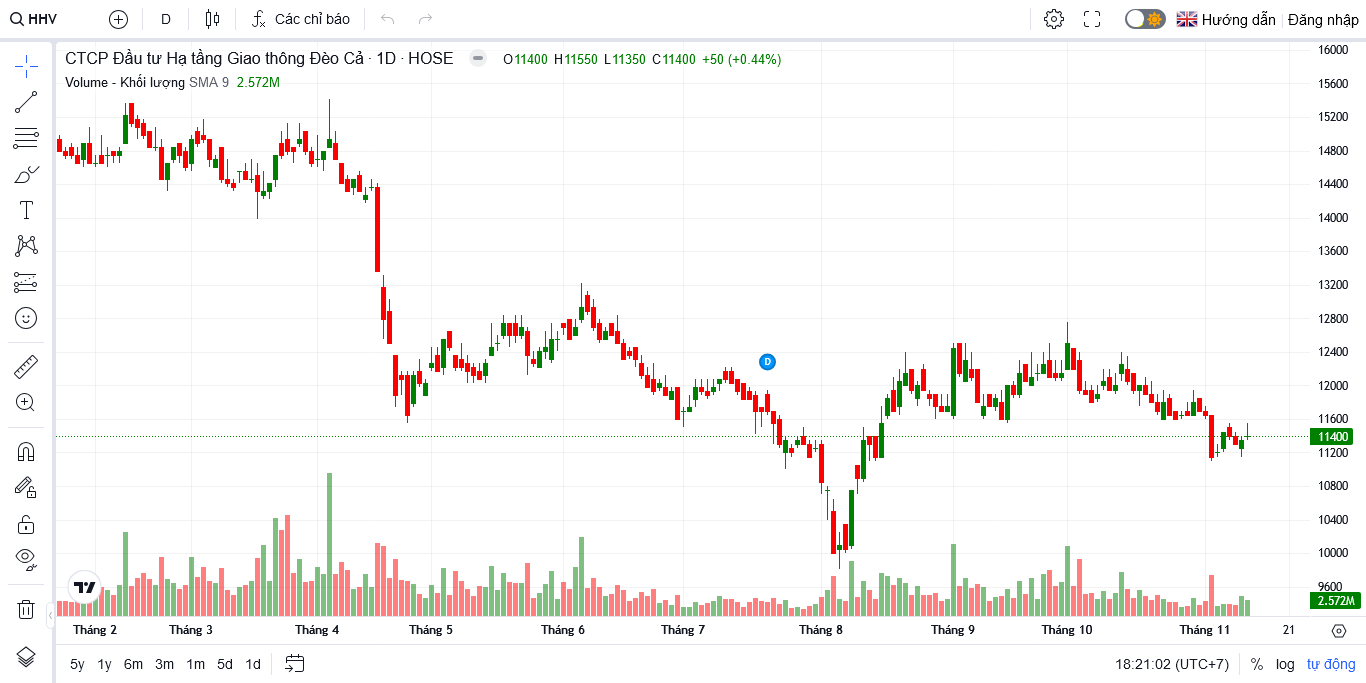 HHV D Các chỉ báo Hướng dẫn Đăng nhập
CTCP Đầu tư Hạ tầng Giao thông Đèo Cả · 1D · HOSE O11400 H11550 L11350 C11400 +50 (+0.44%)
Volume - Khối lượng SMA 9 2.572M
16000
15600
15200
14800
14400
14000
13600
13200
12800
12400
D
12000
11600
11400
11200
10800
10400
10000
9600
2.572M
Tháng 2 Tháng 3 Tháng 4 Tháng 5 Tháng 6 Tháng 7 Tháng 8 Tháng 9 Tháng 10 Tháng 11 21
5y 1y 6m 3m 1m 5d 1d 18:21:02 (UTC+7) % log tự động